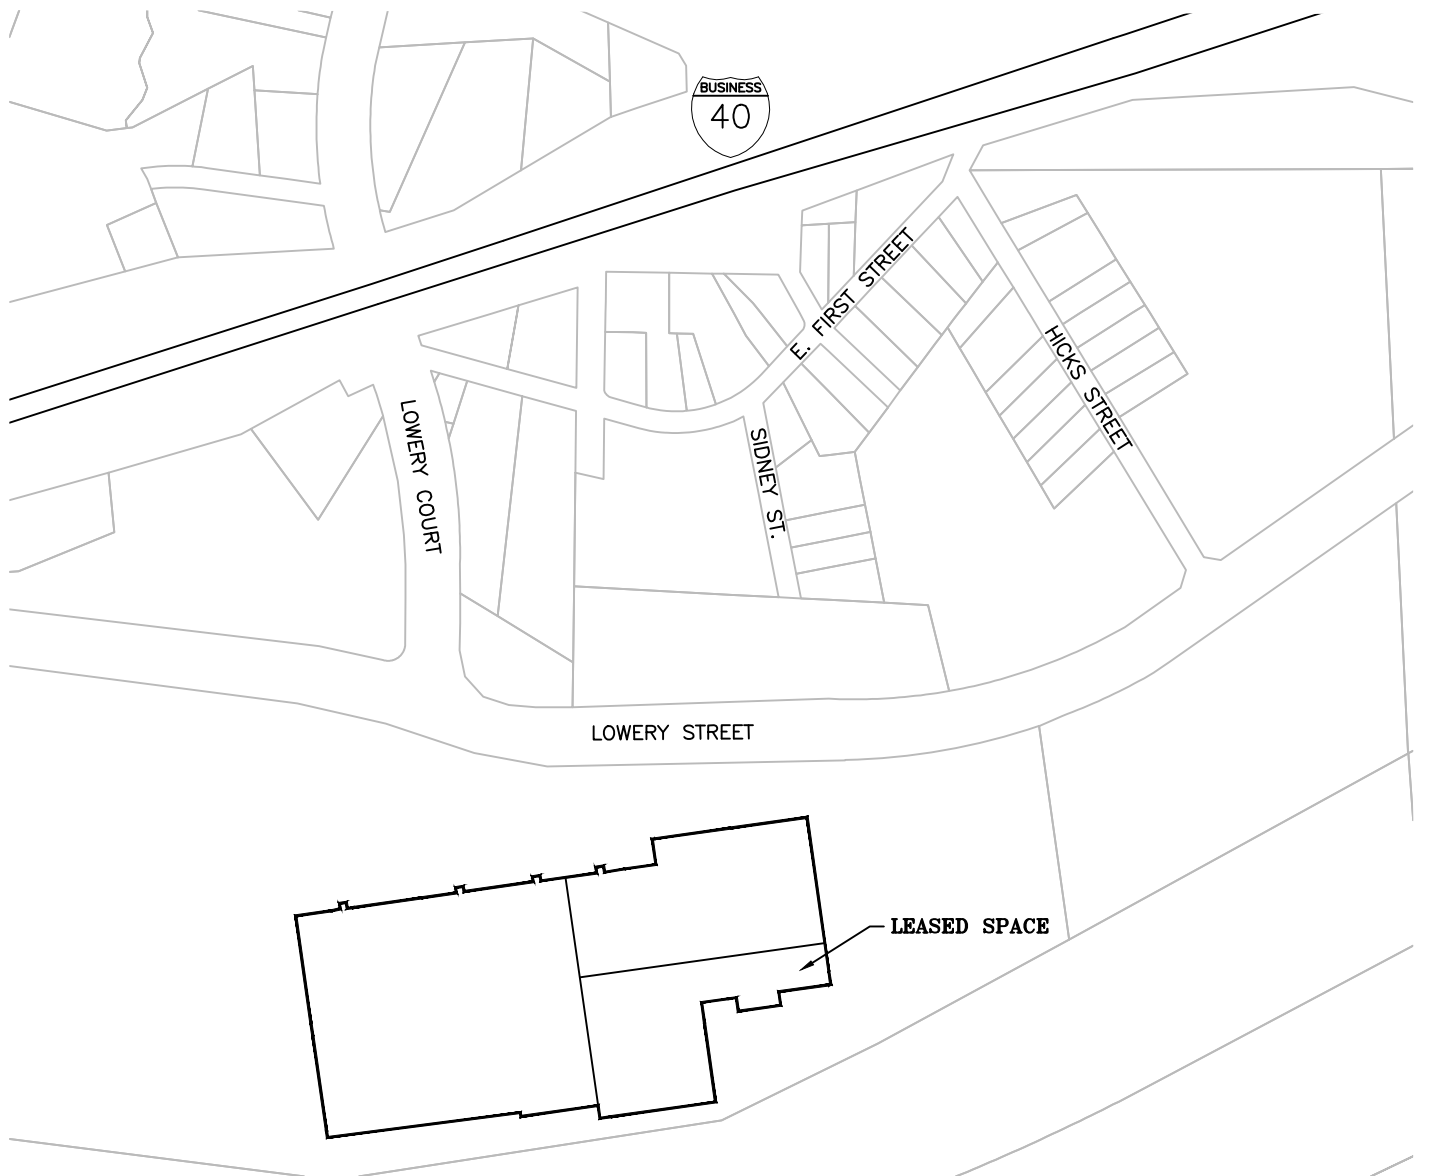 BUSINESS
40
E. FIRST STREET
HICKS STREET
LOWERY COURT
SIDNEY ST.
LOWERY STREET
LEASED SPACE